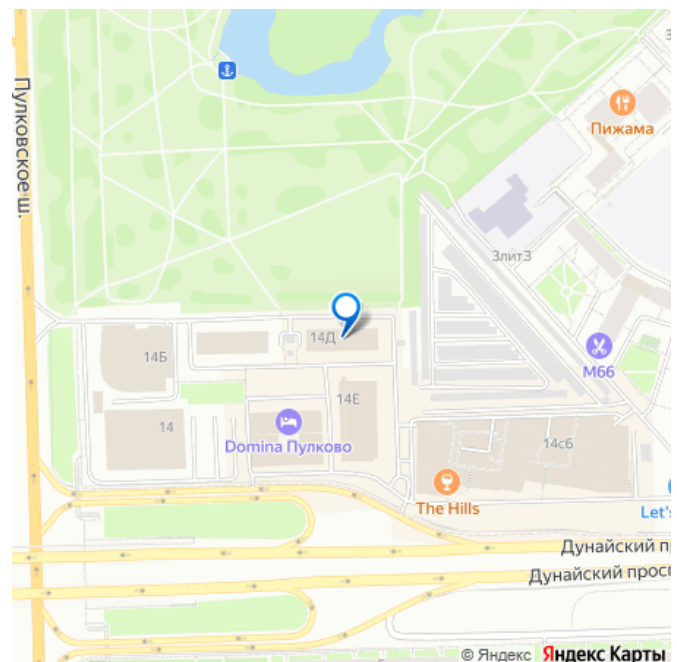 Пулковское ш.
Пижама
3литЗ
14Д
14Б
М66
14Е
14
Domina Пулково
14с6
The Hills
Let's
Дунайский п
Дунайский просп
© Яндекс Яндекс Карты